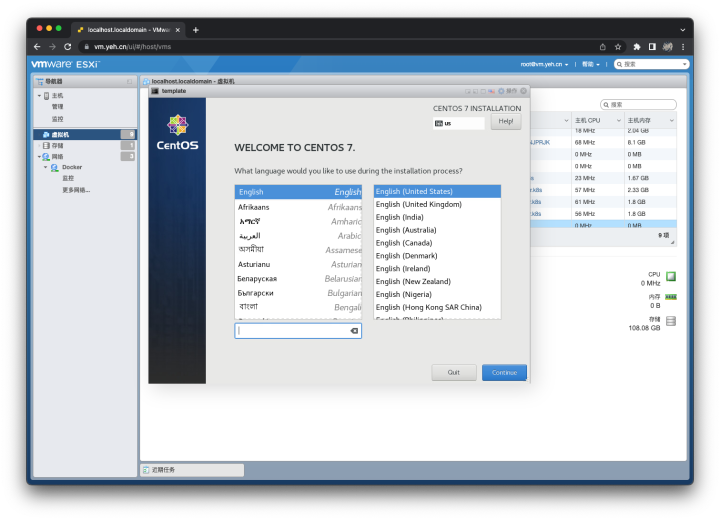 localhost.localdomain - VMwa
vm.yeh.cn/ui/#/host/vms
vmware ESXi
root@vm.yeh.cn
帮助
搜索
导航器
主机
管理
监控
虚拟机
存储
1
网络
3
Docker
监控
更多网络...
localhost.localdomain - 虚拟机
template
CentOS
CENTOS 7 INSTALLATION
us
Help!
WELCOME TO CENTOS 7.
What language would you like to use during the installation process?
English English
Afrikaans Afrikaans
አማርኛ Amharic
العربية Arabic
অসমীয়া Assamese
Asturianu Asturian
Беларуская Belarusian
Български Bulgarian
বাংলা Bengali
English (United States)
English (United Kingdom)
English (India)
English (Australia)
English (Canada)
English (Denmark)
English (Ireland)
English (New Zealand)
English (Nigeria)
English (Hong Kong SAR China)
English (Philippines)
Quit
Continue
搜索
主机 CPU 主机内存
18 MHz 2.04 GB
68 MHz 8.1 GB
0 MHz 0 MB
0 MHz 0 MB
23 MHz 1.67 GB
57 MHz 2.33 GB
61 MHz 1.8 GB
56 MHz 1.8 GB
0 MHz 0 MB
9 项
CPU
0 MHz
内存
0 B
存储
108.08 GB
近期任务